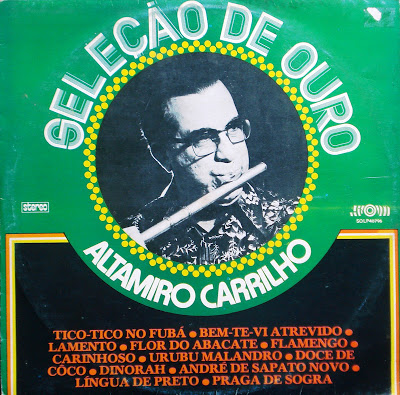 SELEÇÃO DE OURO
stereo
SOLP40796
ALTAMIRO CARRILHO
TICO-TICO NO FUBÁ • BEM-TE-VI ATREVIDO •
LAMENTO • FLOR DO ABACATE • FLAMENGO •
CARINHOSO • URUBU MALANDRO • DOCE DE
CÔCO • DINORAH • ANDRÉ DE SAPATO NOVO •
LÍNGUA DE PRETO • PRAGA DE SOGRA